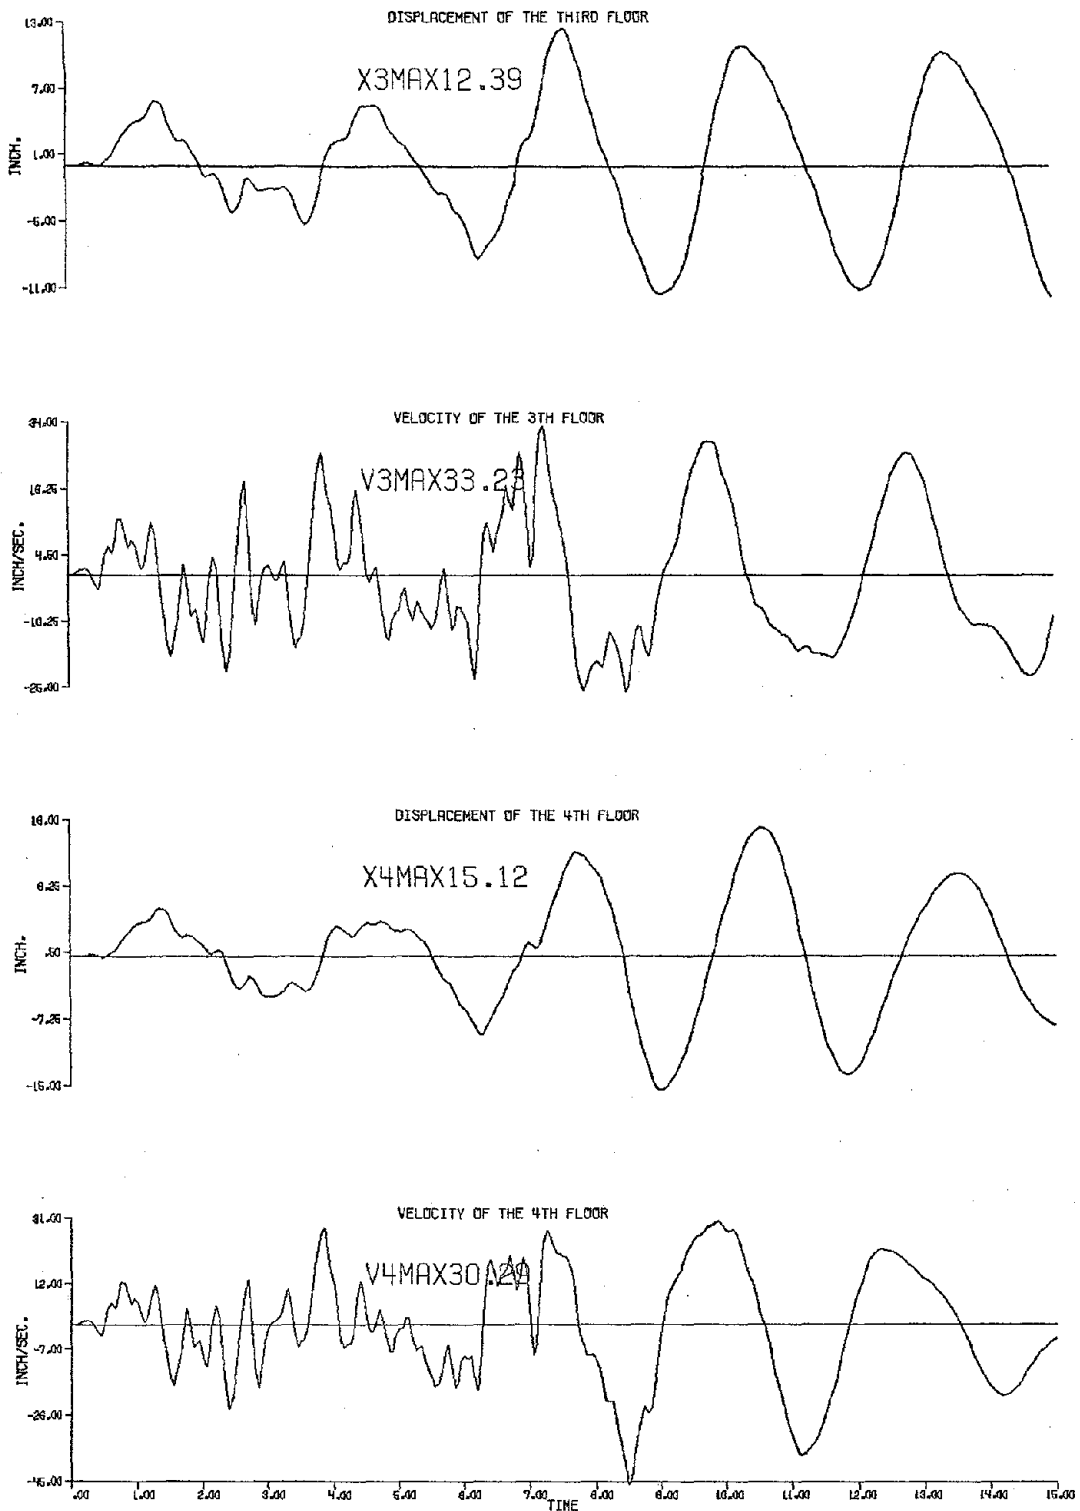 DISPLACEMENT OF THE THIRD FLOOR
13.00
X3MAX12.39
7.00
1.00
INCH.
-5.00
-11.00
VELOCITY OF THE 3TH FLOOR
34.00
V3MAX33.23
4.50
INCH/SEC.
-10.25
-25.00
DISPLACEMENT OF THE 4TH FLOOR
16.00
X4MAX15.12
8.25
.50
INCH.
-7.25
-15.00
VELOCITY OF THE 4TH FLOOR
31.00
V4MAX30.29
12.00
INCH/SEC.
-7.00
-26.00
-45.00
.00 1.00 2.00 3.00 4.00 5.00 6.00 7.00 8.00 9.00 10.00 11.00 12.00 13.00 14.00 15.00
TIME